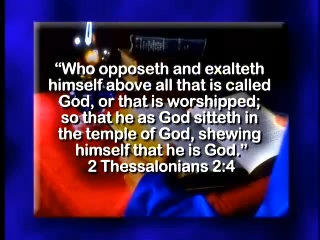 “Who opposeth and exalteth
himself above all that is called
God, or that is worshipped;
so that he as God sitteth in
the temple of God, shewing
himself that he is God.”
2 Thessalonians 2:4